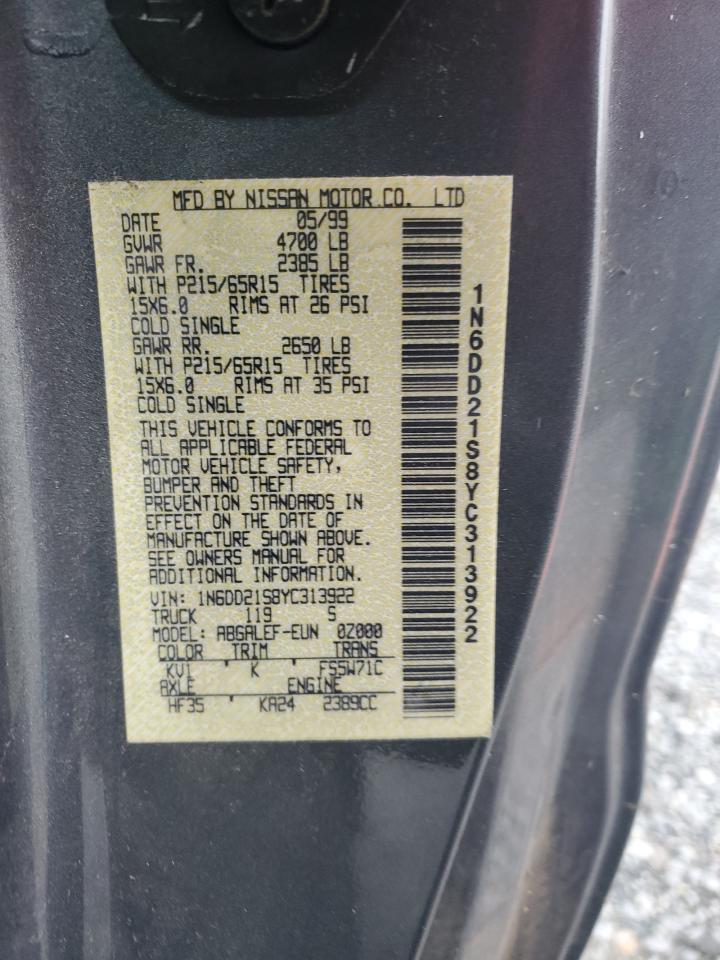 MFD BY NISSAN MOTOR CO. LTD
DATE 05/99
GVWR 4700 LB
GAWR FR. 2385 LB
WITH P215/65R15 TIRES
15X6.0 RIMS AT 26 PSI
COLD SINGLE
GAWR RR. 2650 LB
WITH P215/65R15 TIRES
15X6.0 RIMS AT 35 PSI
COLD SINGLE
THIS VEHICLE CONFORMS TO
ALL APPLICABLE FEDERAL
MOTOR VEHICLE SAFETY,
BUMPER AND THEFT
PREVENTION STANDARDS IN
EFFECT ON THE DATE OF
MANUFACTURE SHOWN ABOVE.
SEE OWNERS MANUAL FOR
ADDITIONAL INFORMATION
VIN: 1N6DD21S8YC313922
TRUCK 119 S
MODEL: ABGALEF-EUN 0Z000
COLOR TRIM TRANS
KV1 ' K ' FS5W71C
AXLE ENGINE
HF35 ' KA24 2389CC
1N6DD21S8YC313922